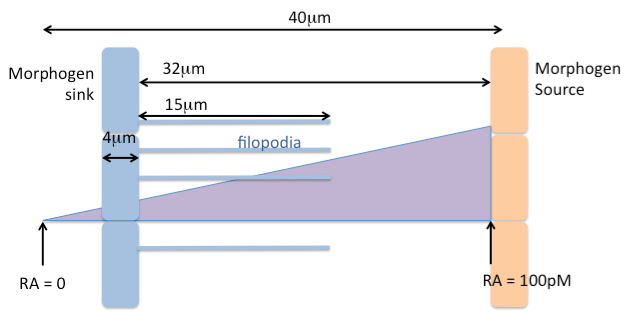 40μm
Morphogen
sink
32μm
Morphogen
Source
15μm
4μm
filopodia
RA = 0
RA = 100pM